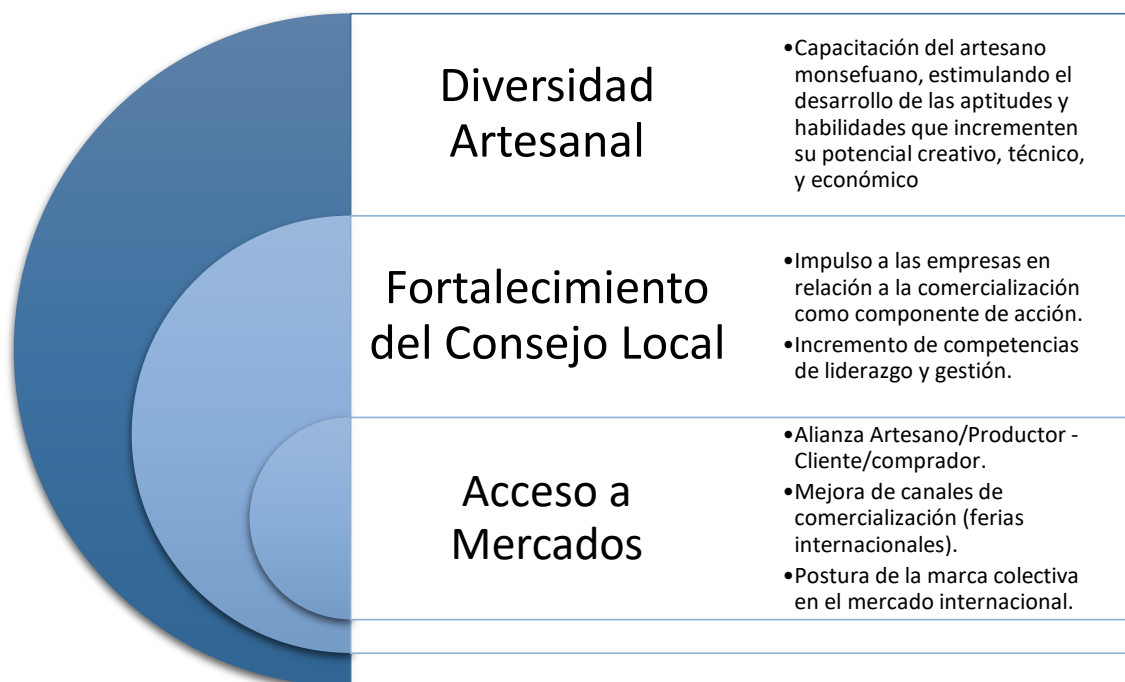 Diversidad
Artesanal
•Capacitación del artesano
monsefuano, estimulando el
desarrollo de las aptitudes y
habilidades que incrementen
su potencial creativo, técnico,
y económico
Fortalecimiento
del Consejo Local
•Impulso a las empresas en
relación a la comercialización
como componente de acción.
•Incremento de competencias
de liderazgo y gestión.
Acceso a
Mercados
•Alianza Artesano/Productor -
Cliente/comprador.
•Mejora de canales de
comercialización (ferias
internacionales).
•Postura de la marca colectiva
en el mercado internacional.